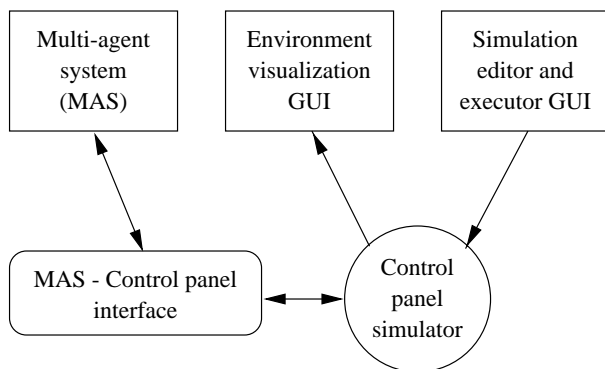 Multi-agent
system
(MAS)
Environment
visualization
GUI
Simulation
editor and
executor GUI
MAS - Control panel
interface
Control
panel
simulator